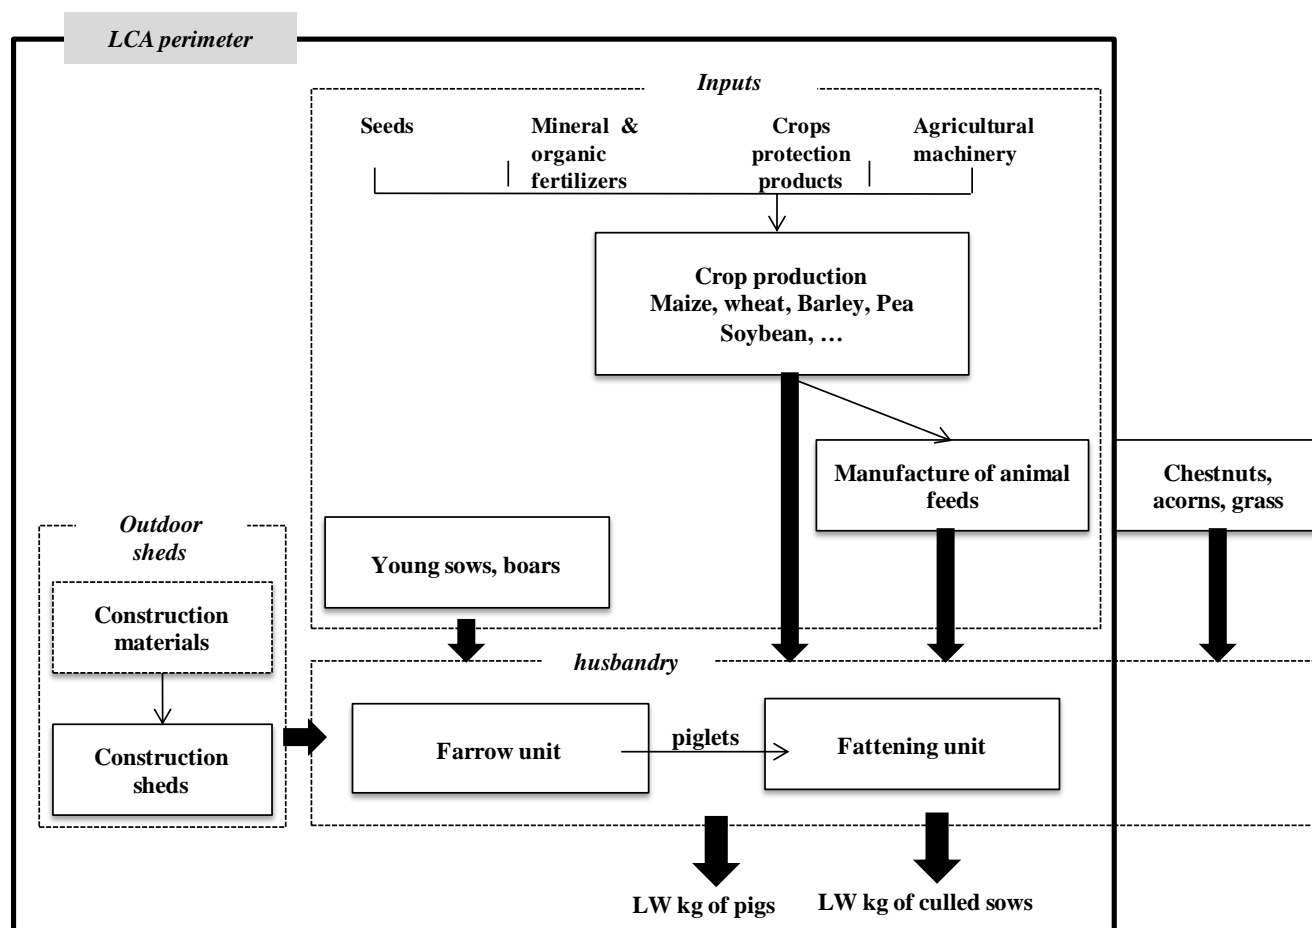 LCA perimeter
Inputs
Seeds
Mineral &
organic
fertilizers
Crops
protection
products
Agricultural
machinery
Crop production
Maize, wheat, Barley, Pea
Soybean, …
Manufacture of animal
feeds
Chestnuts,
acorns, grass
Outdoor
sheds
Young sows, boars
Construction
materials
husbandry
Construction
sheds
Farrow unit
piglets
Fattening unit
LW kg of pigs
LW kg of culled sows